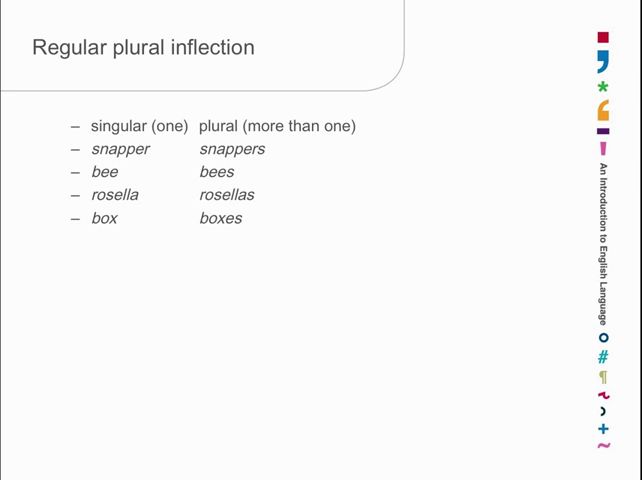 Regular plural inflection
– singular (one) plural (more than one)
– snapper snappers
– bee bees
– rosella rosellas
– box boxes
An Introduction to English Language